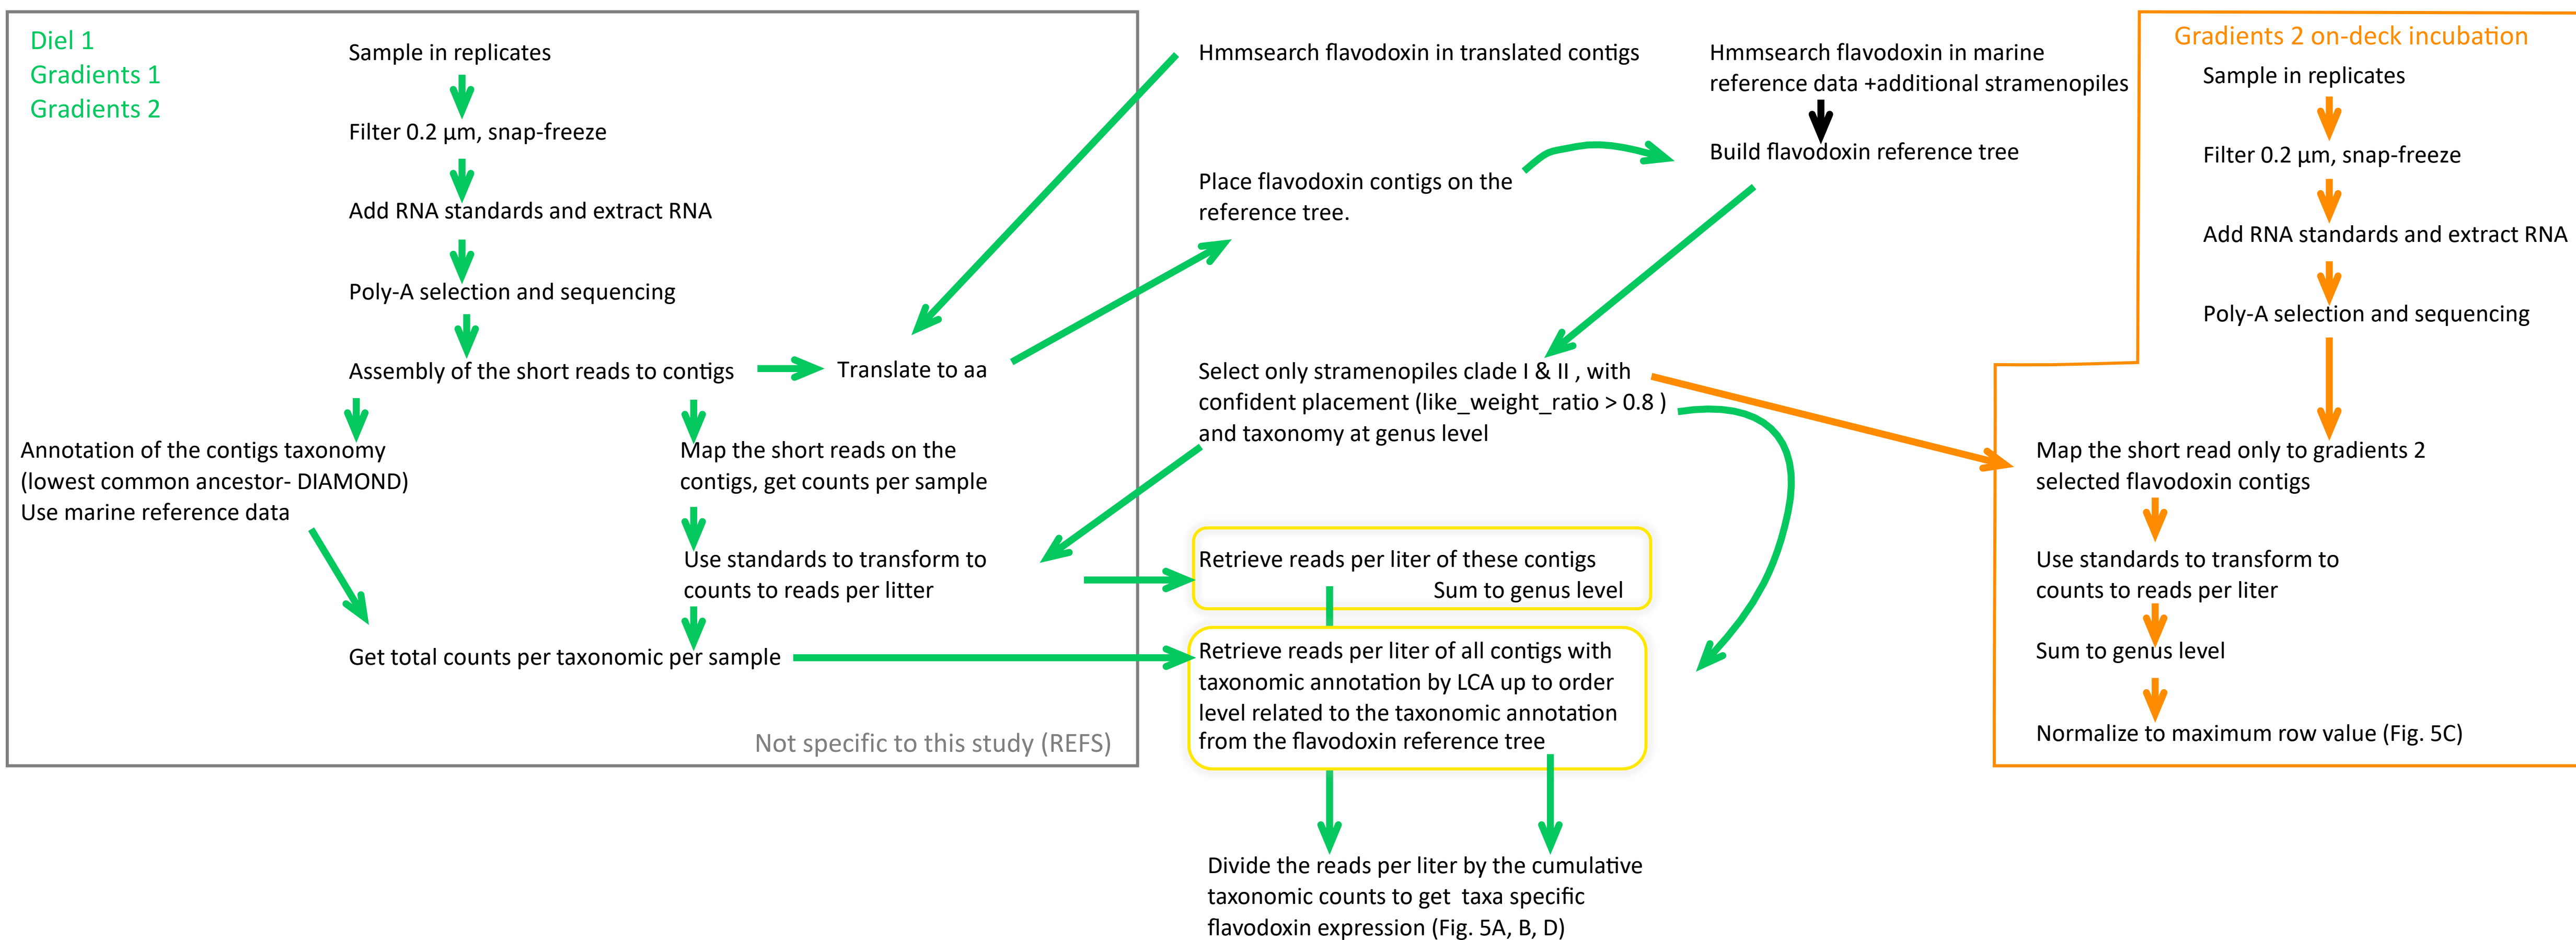 Diel 1
Gradients 1
Gradients 2
Sample in replicates
Filter 0.2 µm, snap-freeze
Add RNA standards and extract RNA
Poly-A selection and sequencing
Assembly of the short reads to contigs
Translate to aa
Annotation of the contigs taxonomy
(lowest common ancestor- DIAMOND)
Use marine reference data
Map the short reads on the
contigs, get counts per sample
Use standards to transform to
counts to reads per litter
Get total counts per taxonomic per sample
Not specific to this study (REFS)
Hmmsearch flavodoxin in translated contigs
Hmmsearch flavodoxin in marine
reference data +additional stramenopiles
Build flavodoxin reference tree
Place flavodoxin contigs on the
reference tree.
Select only stramenopiles clade I & II , with
confident placement (like_weight_ratio > 0.8 )
and taxonomy at genus level
Retrieve reads per liter of these contigs
Sum to genus level
Retrieve reads per liter of all contigs with
taxonomic annotation by LCA up to order
level related to the taxonomic annotation
from the flavodoxin reference tree
Divide the reads per liter by the cumulative
taxonomic counts to get  taxa specific
flavodoxin expression (Fig. 5A, B, D)
Gradients 2 on-deck incubation
Sample in replicates
Filter 0.2 µm, snap-freeze
Add RNA standards and extract RNA
Poly-A selection and sequencing
Map the short read only to gradients 2
selected flavodoxin contigs
Use standards to transform to
counts to reads per liter
Sum to genus level
Normalize to maximum row value (Fig. 5C)